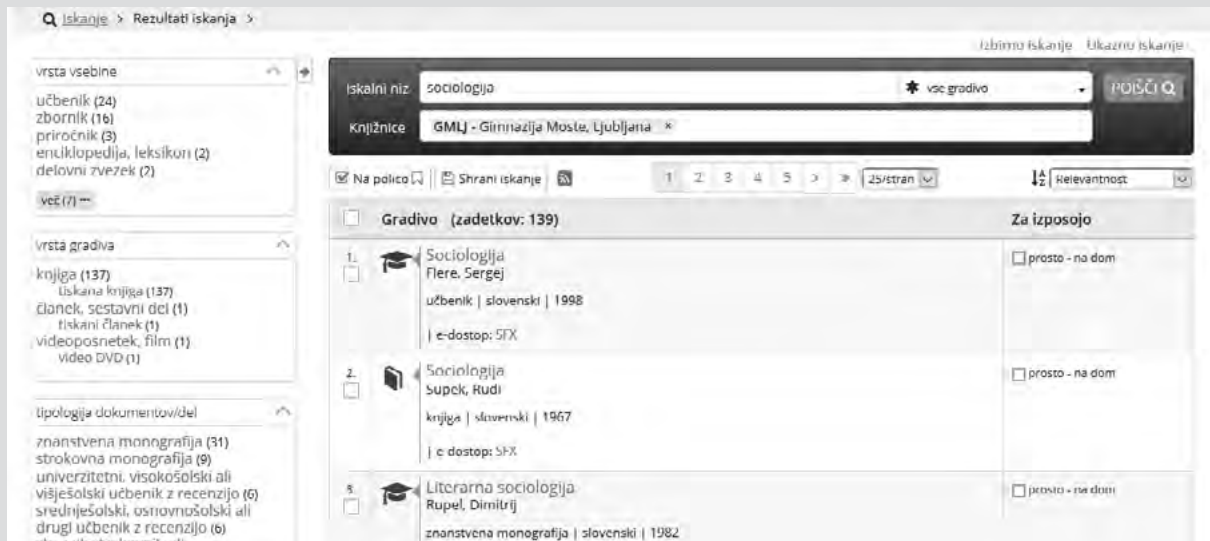 Iskanje > Rezultati iskanja >
Izbirno iskanje Ukazno iskanje
vrsta vsebine
učbenik (24)
zbornik (16)
priročnik (3)
enciklopedija, leksikon (2)
delovni zvezek (2)
več (7)
vrsta gradiva
knjiga (137)
tiskana knjiga (137)
članek, sestavni del (1)
tiskani članek (1)
videoposnetek, film (1)
video DVD (1)
tipologija dokumentov/del
znanstvena monografija (31)
strokovna monografija (9)
univerzitetni, visokošolski ali
višješolski učbenik z recenzijo (6)
srednješolski, osnovnošolski ali
drugi učbenik z recenzijo (6)
Iskalni niz sociologija vse gradivo POIŠČI
Knjižnice GMLJ - Gimnazija Moste, Ljubljana ×
Na polico Shrani iskanje 1 2 3 4 5 > » 25/stran Relevantnost
Gradivo (zadetkov: 139) Za izposojo
1. Sociologija prosto - na dom
Flere, Sergej
učbenik | slovenski | 1998
| e-dostop: SFX
2. Sociologija prosto - na dom
Supek, Rudi
knjiga | slovenski | 1967
| e-dostop: SFX
3. Literarna sociologija prosto - na dom
Rupel, Dimitrij
znanstvena monografija | slovenski | 1982